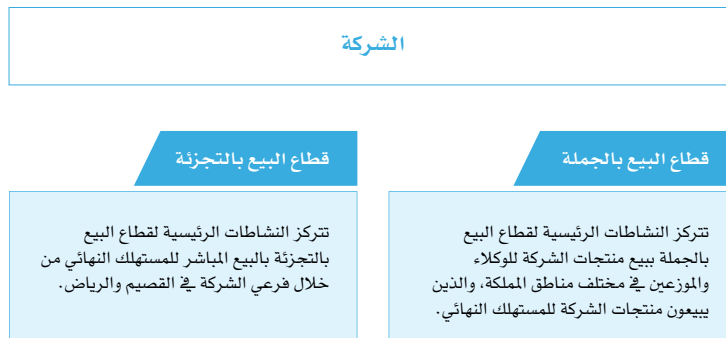 الشركة
قطاع البيع بالجملة
تتركز النشاطات الرئيسية لقطاع البيع
بالجملة ببيع منتجات الشركة للوكلاء
والموزعين في مختلف مناطق المملكة، والذين
يبيعون منتجات الشركة للمستهلك النهائي.
قطاع البيع بالتجزئة
تتركز النشاطات الرئيسية لقطاع البيع
بالتجزئة بالبيع المباشر للمستهلك النهائي من
خلال فرعي الشركة في القصيم والرياض.